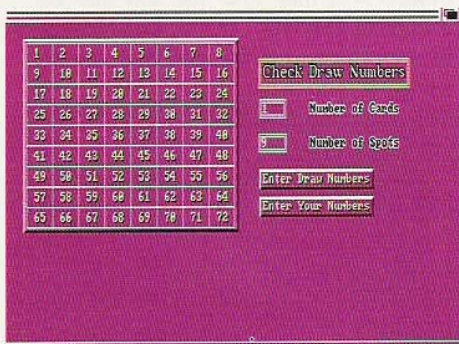 1 2 3 4 5 6 7 8
9 10 11 12 13 14 15 16
17 18 19 20 21 22 23 24
25 26 27 28 29 30 31 32
33 34 35 36 37 38 39 40
41 42 43 44 45 46 47 48
49 50 51 52 53 54 55 56
57 58 59 60 61 62 63 64
65 66 67 68 69 70 71 72
Check Draw Numbers
Number of Cards
9 Number of Spots
Enter Draw Numbers
Enter Your Numbers